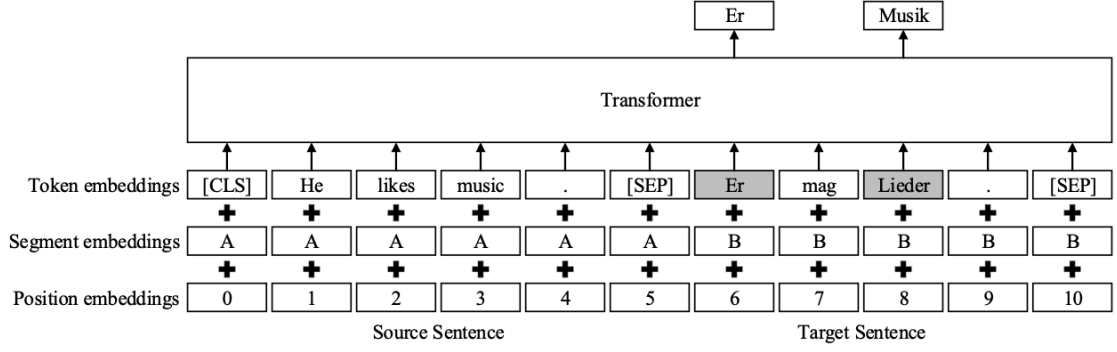 Er Musik
Transformer
Token embeddings [CLS] He likes music . [SEP] Er mag Lieder . [SEP]
Segment embeddings A A A A A A B B B B B
Position embeddings 0 1 2 3 4 5 6 7 8 9 10
Source Sentence Target Sentence